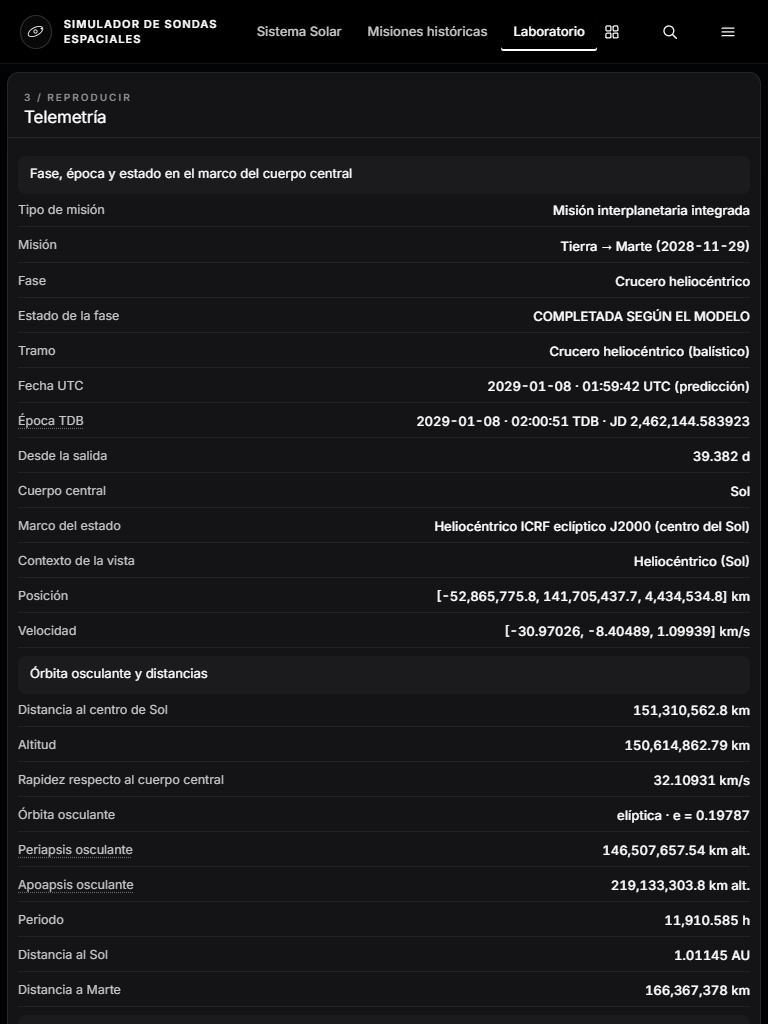 SIMULADOR DE SONDAS
ESPACIALES
Sistema Solar
Misiones históricas
Laboratorio
3 / REPRODUCIR
Telemetría
Fase, época y estado en el marco del cuerpo central
Tipo de misión Misión interplanetaria integrada
Misión Tierra → Marte (2028-11-29)
Fase Crucero heliocéntrico
Estado de la fase COMPLETADA SEGÚN EL MODELO
Tramo Crucero heliocéntrico (balístico)
Fecha UTC 2029-01-08 · 01:59:42 UTC (predicción)
Época TDB 2029-01-08 · 02:00:51 TDB · JD 2,462,144.583923
Desde la salida 39.382 d
Cuerpo central Sol
Marco del estado Heliocéntrico ICRF eclíptico J2000 (centro del Sol)
Contexto de la vista Heliocéntrico (Sol)
Posición [-52,865,775.8, 141,705,437.7, 4,434,534.8] km
Velocidad [-30.97026, -8.40489, 1.09939] km/s
Órbita osculante y distancias
Distancia al centro de Sol 151,310,562.8 km
Altitud 150,614,862.79 km
Rapidez respecto al cuerpo central 32.10931 km/s
Órbita osculante elíptica · e = 0.19787
Periapsis osculante 146,507,657.54 km alt.
Apoapsis osculante 219,133,303.8 km alt.
Periodo 11,910.585 h
Distancia al Sol 1.01145 AU
Distancia a Marte 166,367,378 km